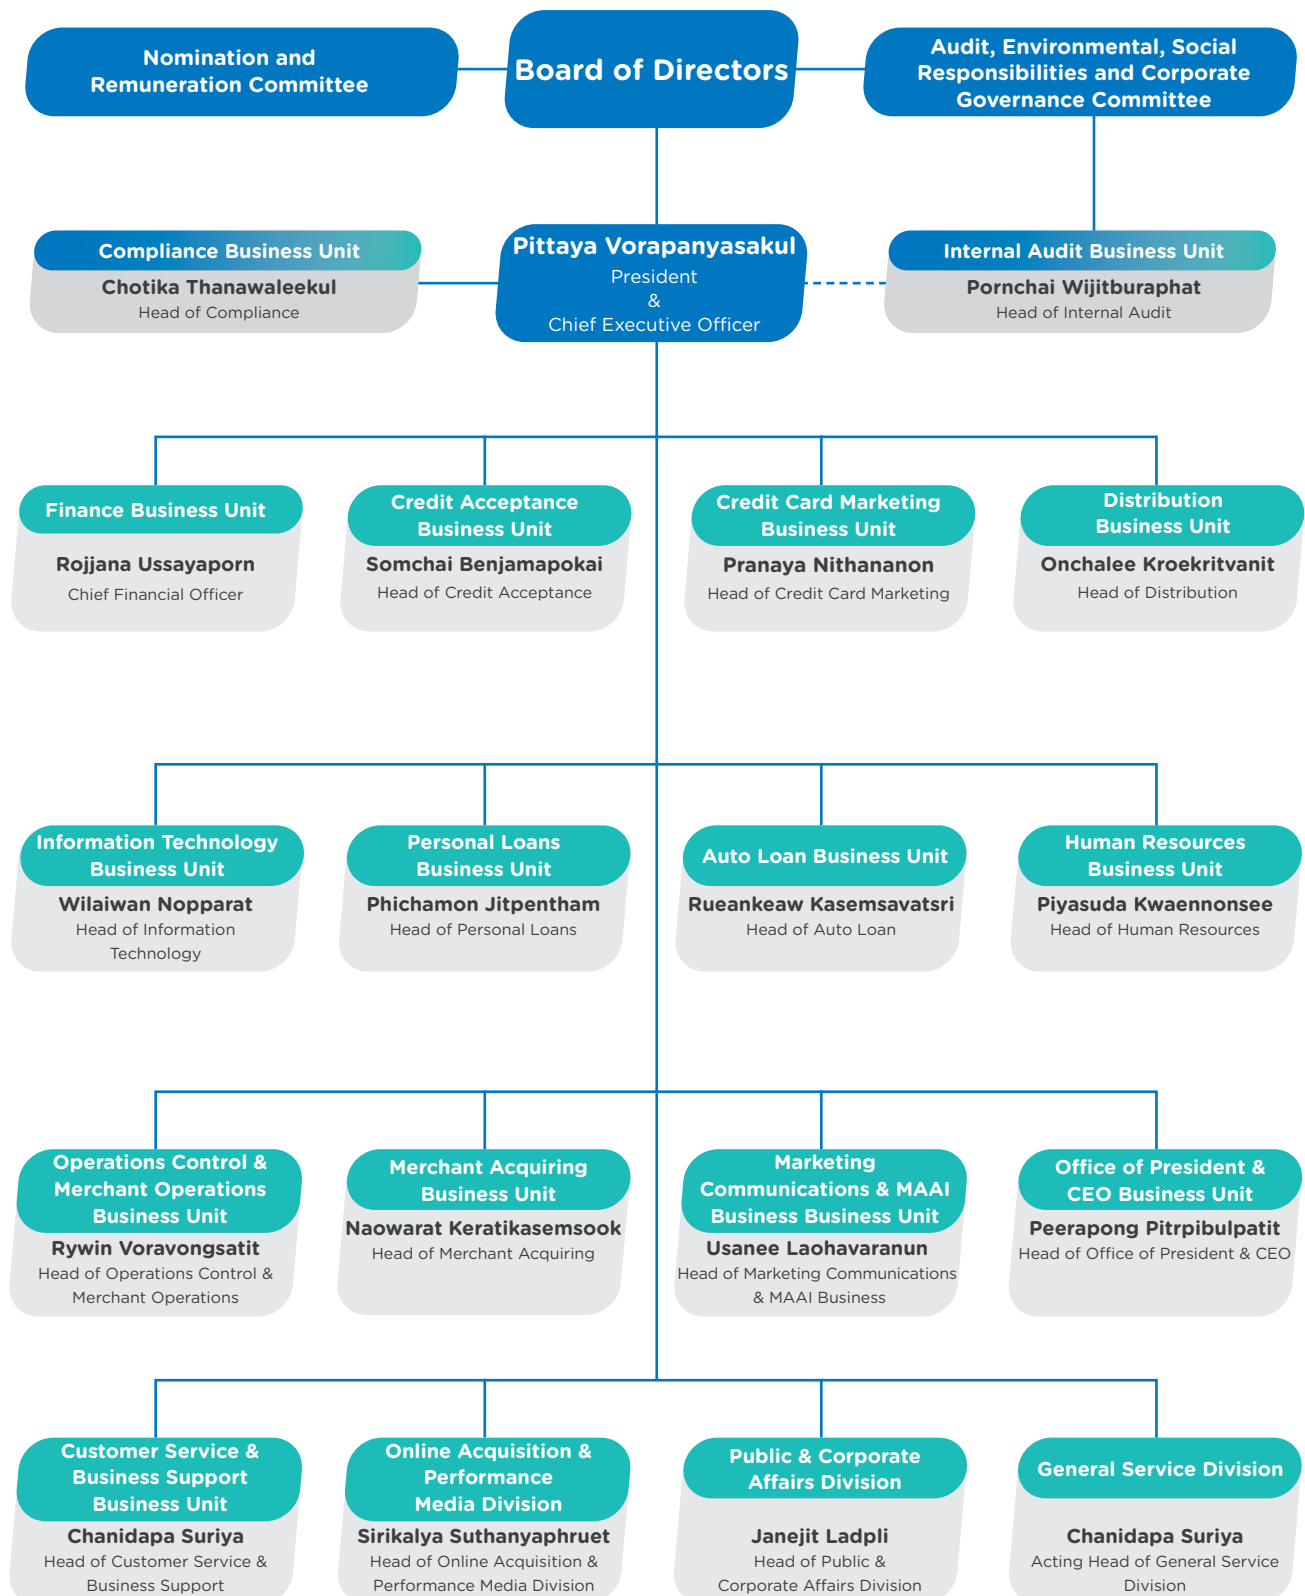 Nomination and
Remuneration Committee
Board of Directors
Audit, Environmental, Social
Responsibilities and Corporate
Governance Committee
Compliance Business Unit
Chotika Thanawaleekul
Head of Compliance
Pittaya Vorapanyasakul
President
&
Chief Executive Officer
Internal Audit Business Unit
Pornchai Wijitburaphat
Head of Internal Audit
Finance Business Unit
Rojjana Ussayaporn
Chief Financial Officer
Credit Acceptance
Business Unit
Somchai Benjamapokai
Head of Credit Acceptance
Credit Card Marketing
Business Unit
Pranaya Nithananon
Head of Credit Card Marketing
Distribution
Business Unit
Onchalee Kroekritvanit
Head of Distribution
Information Technology
Business Unit
Wilaiwan Nopparat
Head of Information
Technology
Personal Loans
Business Unit
Phichamon Jitpentham
Head of Personal Loans
Auto Loan Business Unit
Rueankeaw Kasemsavatsri
Head of Auto Loan
Human Resources
Business Unit
Piyasuda Kwaennonsee
Head of Human Resources
Operations Control &
Merchant Operations
Business Unit
Rywin Voravongsatit
Head of Operations Control &
Merchant Operations
Merchant Acquiring
Business Unit
Naowarat Keratikasemsook
Head of Merchant Acquiring
Marketing
Communications & MAAI
Business Business Unit
Usanee Laohavaranun
Head of Marketing Communications
& MAAI Business
Office of President &
CEO Business Unit
Peerapong Pitrpibulpatit
Head of Office of President & CEO
Customer Service &
Business Support
Business Unit
Chanidapa Suriya
Head of Customer Service &
Business Support
Online Acquisition &
Performance
Media Division
Sirikalya Suthanyaphruet
Head of Online Acquisition &
Performance Media Division
Public & Corporate
Affairs Division
Janejit Ladpli
Head of Public &
Corporate Affairs Division
General Service Division
Chanidapa Suriya
Acting Head of General Service
Division